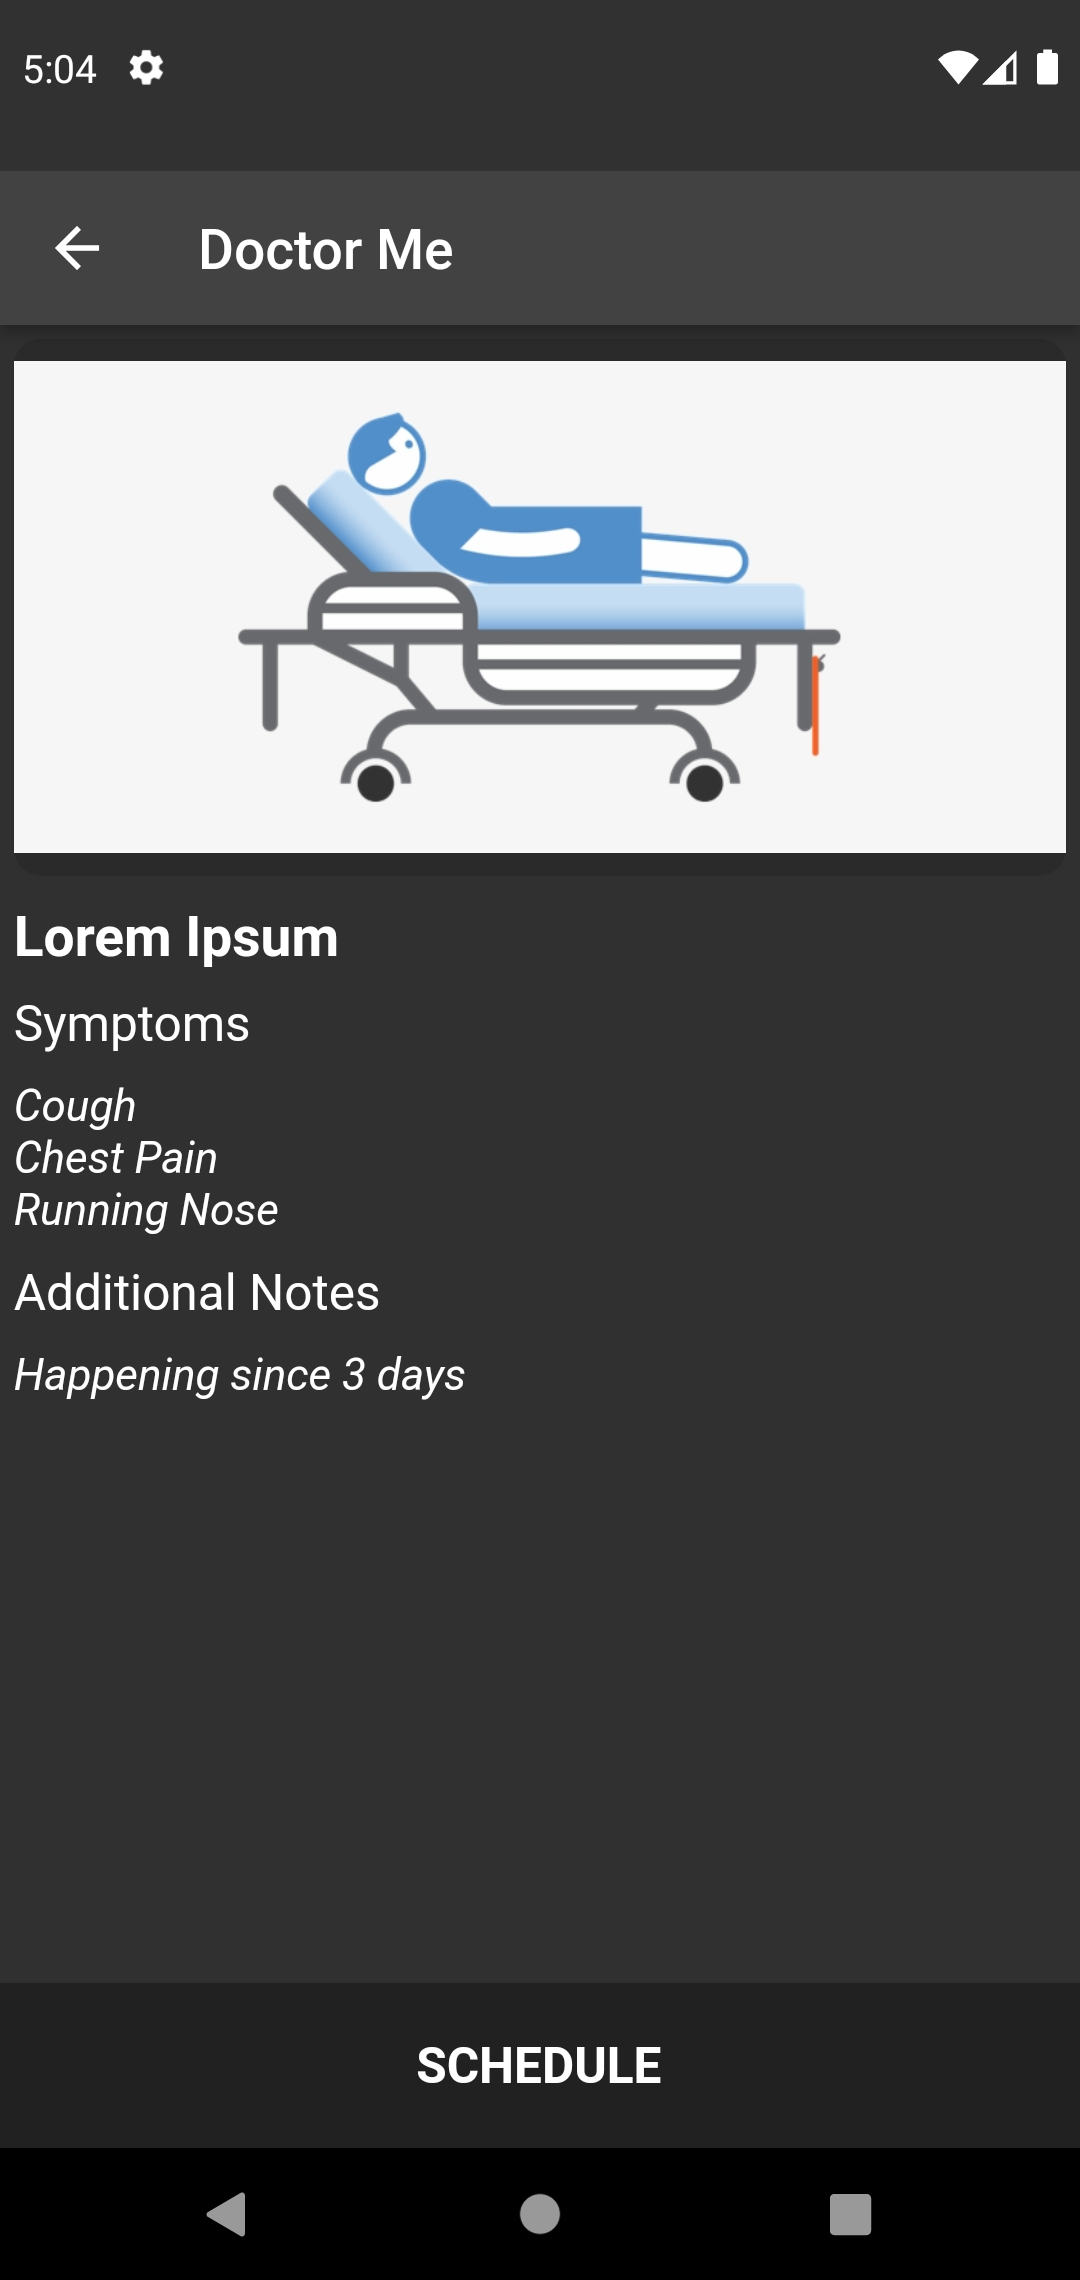 5:04
Doctor Me
Lorem Ipsum
Symptoms
Cough
Chest Pain
Running Nose
Additional Notes
Happening since 3 days
SCHEDULE